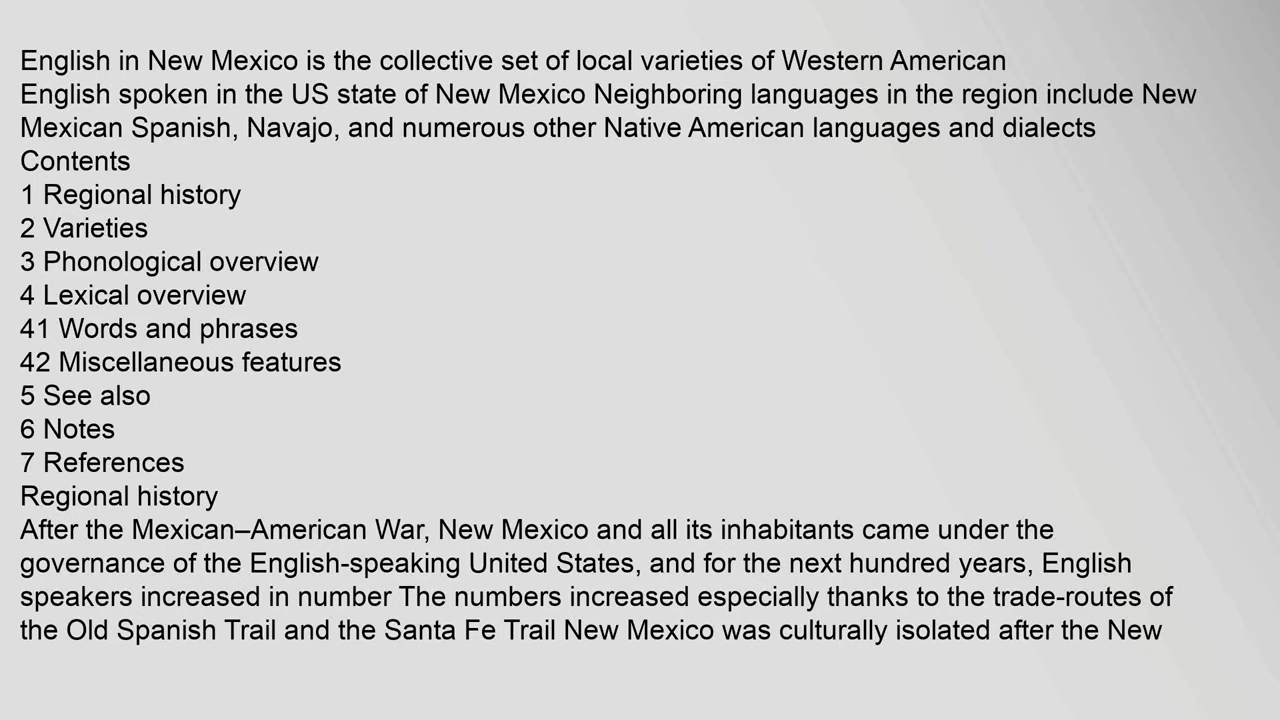 English in New Mexico is the collective set of local varieties of Western American
English spoken in the US state of New Mexico Neighboring languages in the region include New
Mexican Spanish, Navajo, and numerous other Native American languages and dialects
Contents
1 Regional history
2 Varieties
3 Phonological overview
4 Lexical overview
41 Words and phrases
42 Miscellaneous features
5 See also
6 Notes
7 References
Regional history
After the Mexican–American War, New Mexico and all its inhabitants came under the
governance of the English-speaking United States, and for the next hundred years, English
speakers increased in number The numbers increased especially thanks to the trade-routes of
the Old Spanish Trail and the Santa Fe Trail New Mexico was culturally isolated after the New